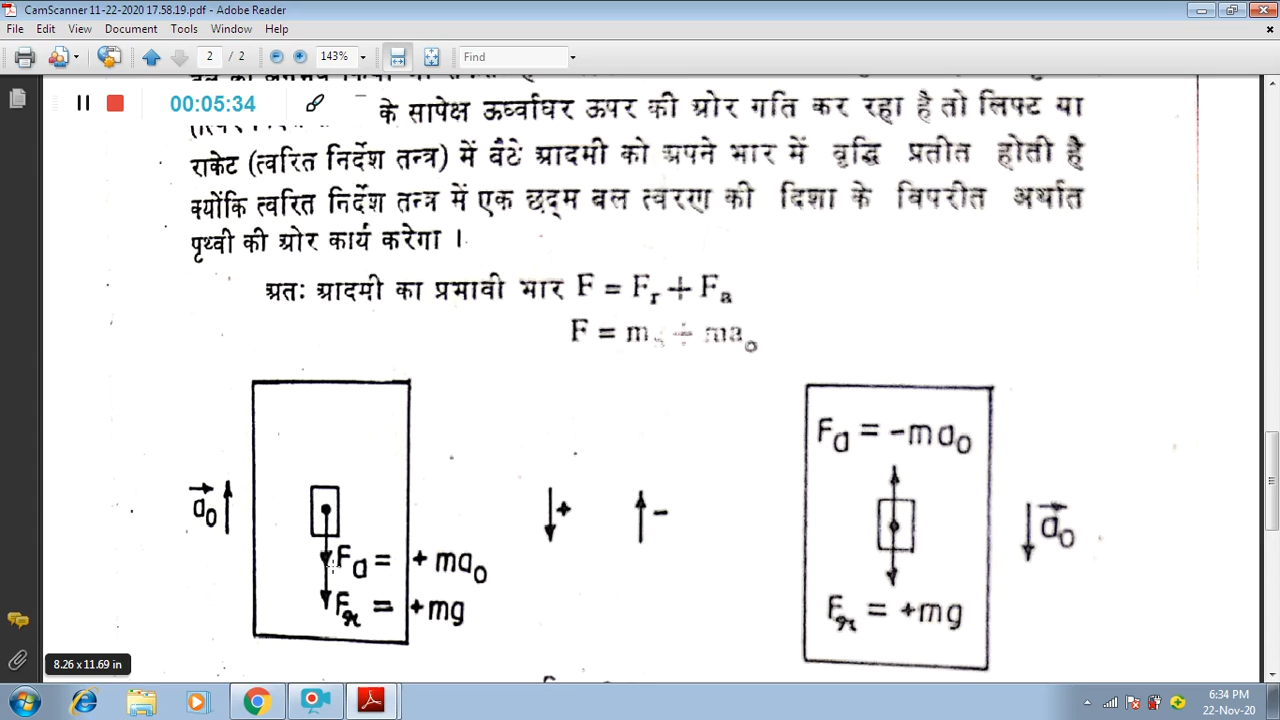 CamScanner 11-22-2020 17.58.19.pdf - Adobe Reader
File Edit View Document Tools Window Help
2 / 2 143% Find
00:05:34
के सापेक्ष ऊर्ध्वाधर ऊपर की ओर गति कर रहा है तो लिफ्ट या
राकेट (त्वरित निर्देश तन्त्र) में बैठे आदमी को अपने भार में वृद्धि प्रतीत होती है
क्योंकि त्वरित निर्देश तन्त्र में एक छद्म बल त्वरण की दिशा के विपरीत अर्थात
पृथ्वी की ओर कार्य करेगा ।
अतः आदमी का प्रभावी भार F = Fr + Fa
F = m + ma₀
Fa = -ma₀
a₀
+
-
a₀
Fa = + ma₀
Fr = +mg
Fr = +mg
8.26 x 11.69 in
6:34 PM
22-Nov-20